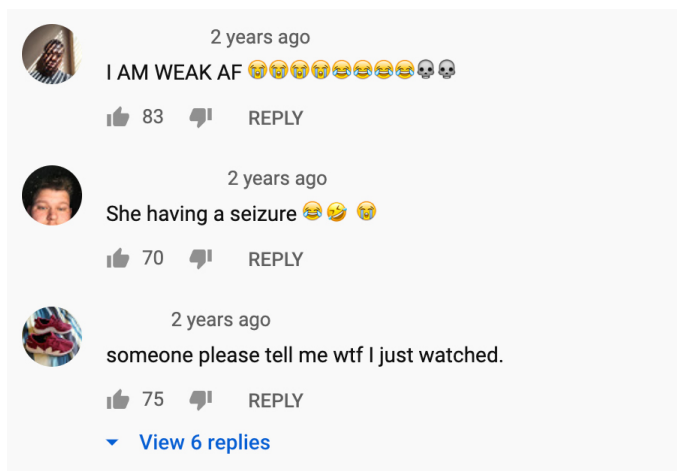 2 years ago
I AM WEAK AF 😭😭😭😭😂😂😂😂💀💀
83 REPLY
2 years ago
She having a seizure 😂🤣 😭
70 REPLY
2 years ago
someone please tell me wtf I just watched.
75 REPLY
View 6 replies